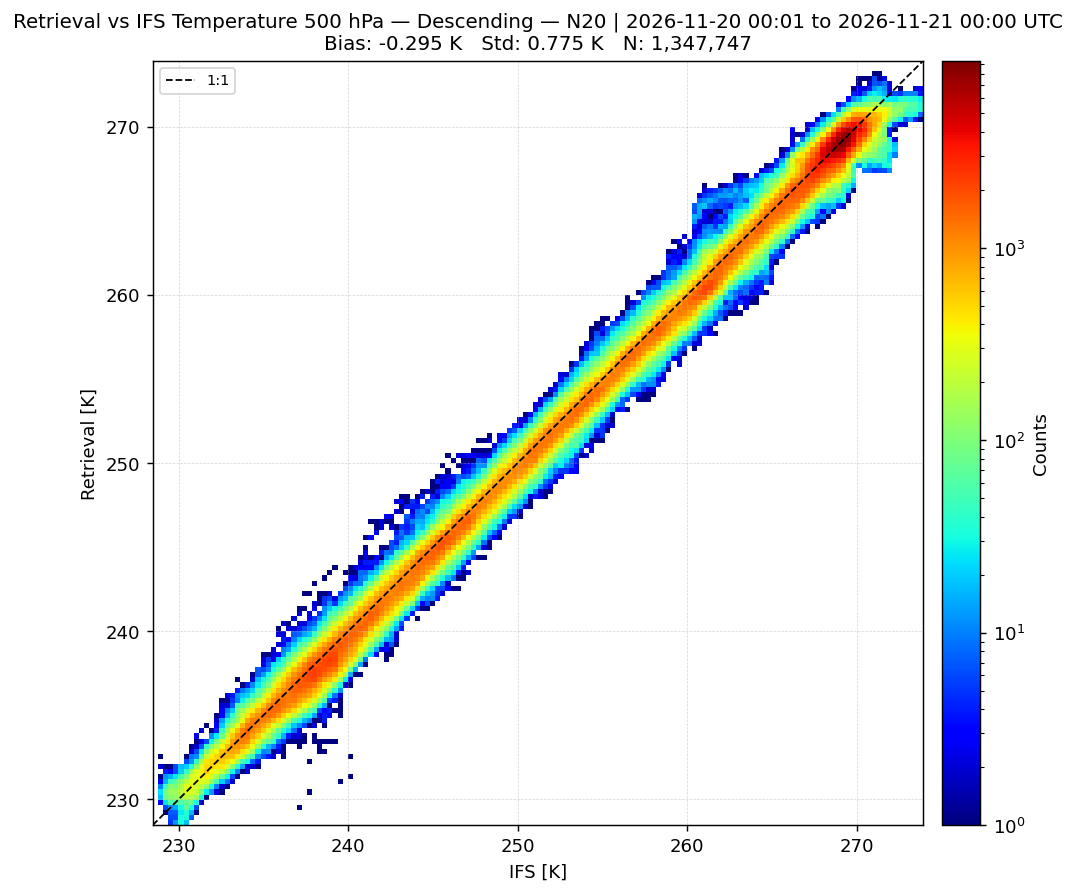 Retrieval vs IFS Temperature 500 hPa — Descending — N20 | 2026-11-20 00:01 to 2026-11-21 00:00 UTC
Bias: -0.295 K   Std: 0.775 K   N: 1,347,747
1:1
270
260
250
240
230
Retrieval [K]
230 240 250 260 270
IFS [K]
10³
10²
10¹
10⁰
Counts